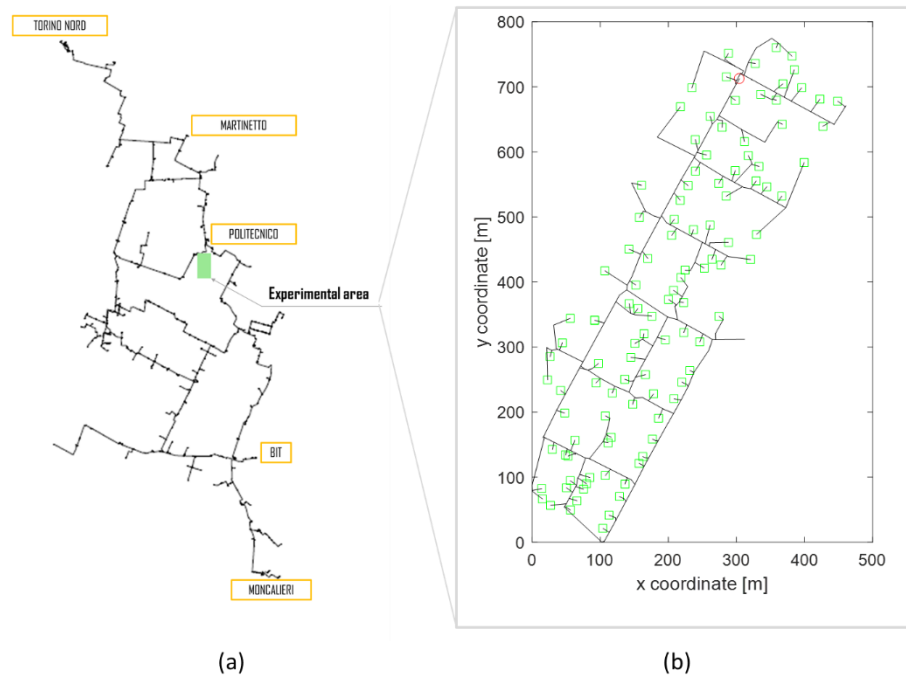 TORINO NORD
MARTINETTO
POLITECNICO
Experimental area
BIT
MONCALIERI
(a)
800
700
600
500
400
300
200
100
0
y coordinate [m]
0 100 200 300 400 500
x coordinate [m]
(b)